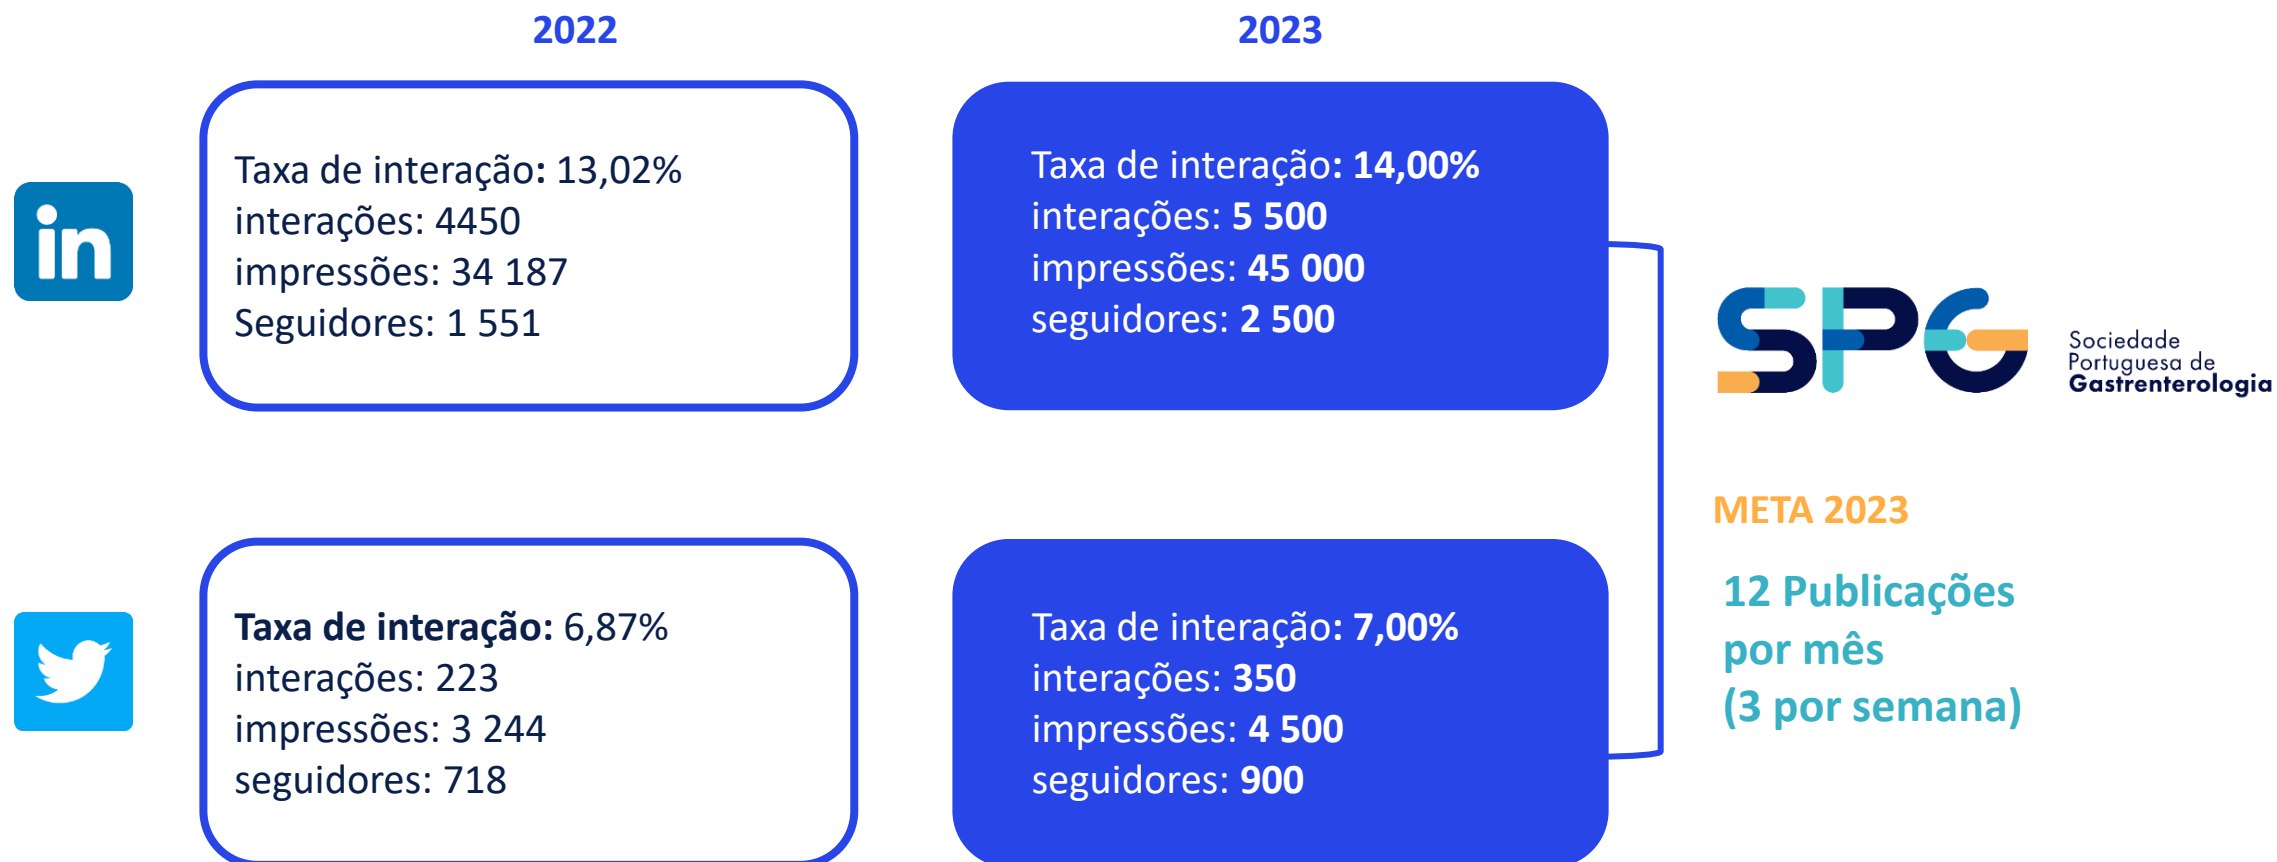 2022
2023
in
Taxa de interação: 13,02%
interações: 4450
impressões: 34 187
Seguidores: 1 551
Taxa de interação: 14,00%
interações: 5 500
impressões: 45 000
seguidores: 2 500
SPG
Sociedade
Portuguesa de
Gastrenterologia
META 2023
12 Publicações
por mês
(3 por semana)
Taxa de interação: 6,87%
interações: 223
impressões: 3 244
seguidores: 718
Taxa de interação: 7,00%
interações: 350
impressões: 4 500
seguidores: 900